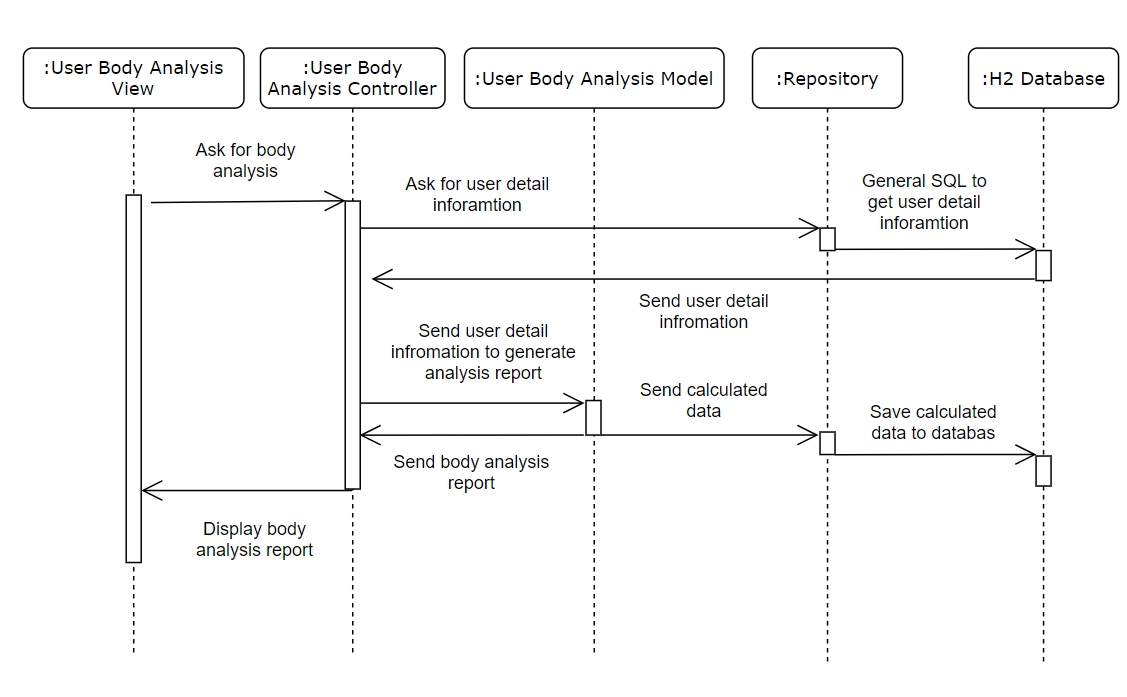 :User Body Analysis
View
:User Body
Analysis Controller
:User Body Analysis Model
:Repository
:H2 Database
Ask for body
analysis
Ask for user detail
inforamtion
General SQL to
get user detail
inforamtion
Send user detail
infromation
Send user detail
infromation to generate
analysis report
Send calculated
data
Save calculated
data to databas
Send body analysis
report
Display body
analysis report